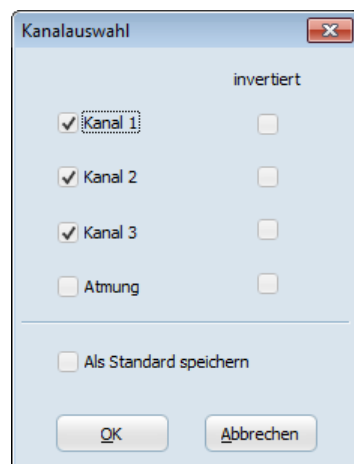 Kanalauswahl
invertiert
Kanal 1
Kanal 2
Kanal 3
Atmung
Als Standard speichern
OK Abbrechen